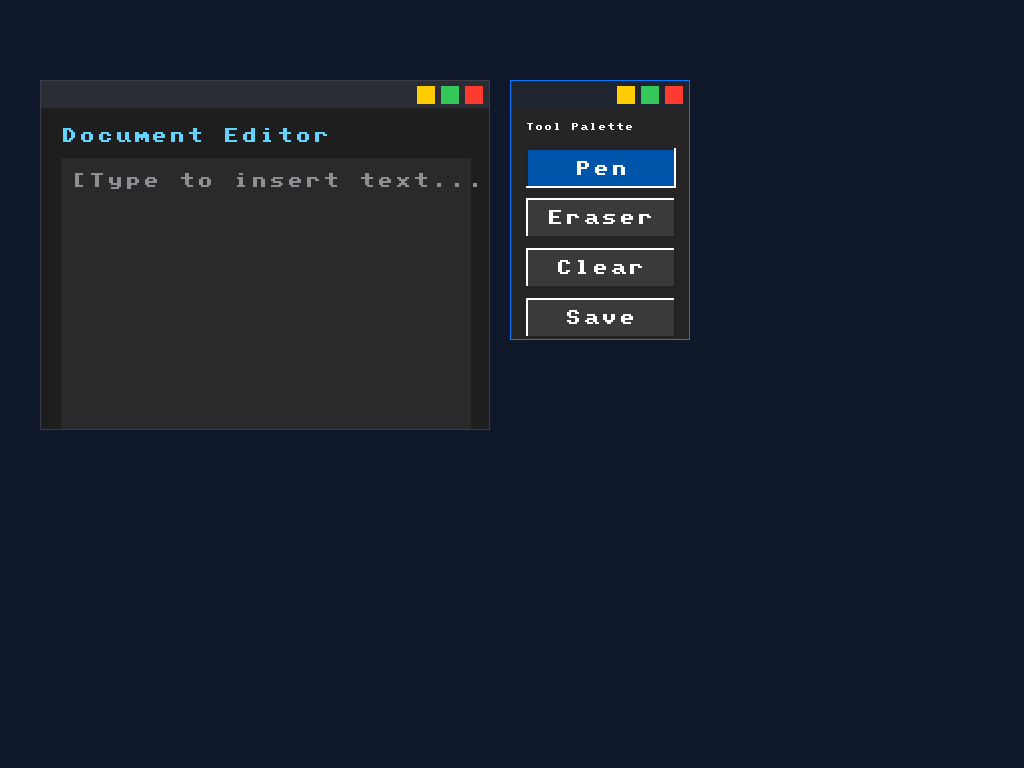 Document Editor
[Type to insert text...
Tool Palette
Pen
Eraser
Clear
Save